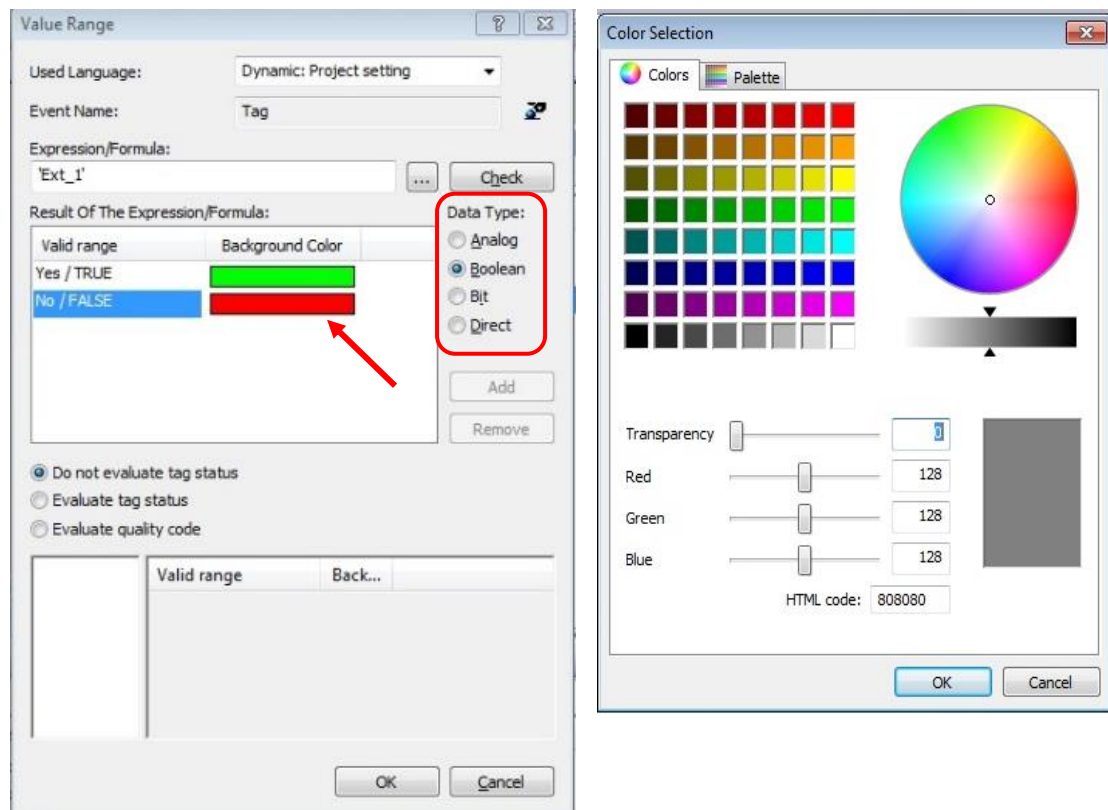 Value Range
Used Language: Dynamic: Project setting
Event Name: Tag
Expression/Formula:
'Ext_1' ... Check
Result Of The Expression/Formula: Data Type:
Valid range Background Color Analog
Yes / TRUE Boolean
No / FALSE Bit
Direct
Add
Remove
Do not evaluate tag status
Evaluate tag status
Evaluate quality code
Valid range Back...
OK Cancel
Color Selection
Colors Palette
Transparency 0
Red 128
Green 128
Blue 128
HTML code: 808080
OK Cancel